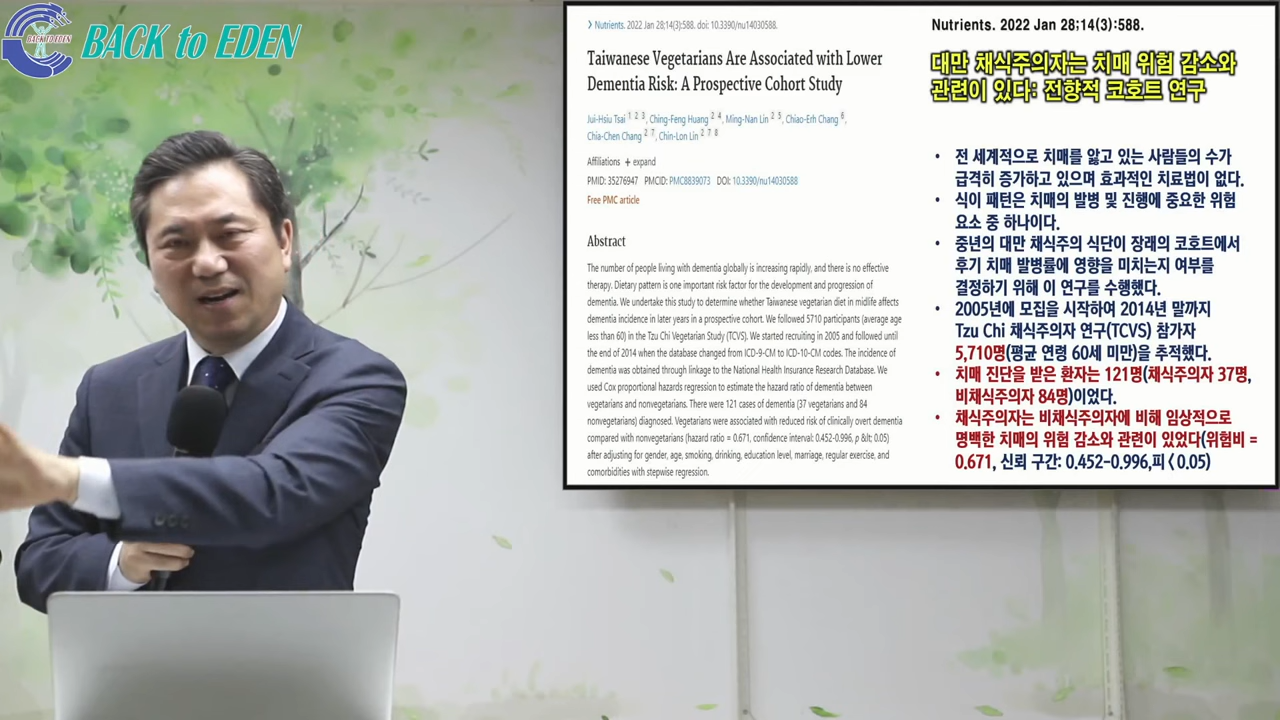 BACK TO EDEN
BACK to EDEN
Nutrients. 2022 Jan 28;14(3):588. doi: 10.3390/nu14030588.
Taiwanese Vegetarians Are Associated with Lower
Dementia Risk: A Prospective Cohort Study
Jui-Hsiu Tsai 1 2 3, Ching-Feng Huang 2 4, Ming-Nan Lin 2 5, Chiao-Erh Chang 6,
Chia-Chen Chang 2 7, Chin-Lon Lin 2 7 8
Affiliations + expand
PMID: 35276947 PMCID: PMC8839073 DOI: 10.3390/nu14030588
Free PMC article
Abstract
The number of people living with dementia globally is increasing rapidly, and there is no effective
therapy. Dietary pattern is one important risk factor for the development and progression of
dementia. We undertake this study to determine whether Taiwanese vegetarian diet in midlife affects
dementia incidence in later years in a prospective cohort. We followed 5710 participants (average age
less than 60) in the Tzu Chi Vegetarian Study (TCVS). We started recruiting in 2005 and followed until
the end of 2014 when the database changed from ICD-9-CM to ICD-10-CM codes. The incidence of
dementia was obtained through linkage to the National Health Insurance Research Database. We
used Cox proportional hazards regression to estimate the hazard ratio of dementia between
vegetarians and nonvegetarians. There were 121 cases of dementia (37 vegetarians and 84
nonvegetarians) diagnosed. Vegetarians were associated with reduced risk of clinically overt dementia
compared with nonvegetarians (hazard ratio = 0.671, confidence interval: 0.452-0.996, p &lt; 0.05)
after adjusting for gender, age, smoking, drinking, education level, marriage, regular exercise, and
comorbidities with stepwise regression.
Nutrients. 2022 Jan 28;14(3):588.
대만 채식주의자는 치매 위험 감소와
관련이 있다: 전향적 코호트 연구
• 전 세계적으로 치매를 앓고 있는 사람들의 수가
급격히 증가하고 있으며 효과적인 치료법이 없다.
• 식이 패턴은 치매의 발병 및 진행에 중요한 위험
요소 중 하나이다.
• 중년의 대만 채식주의 식단이 장래의 코호트에서
후기 치매 발병률에 영향을 미치는지 여부를
결정하기 위해 이 연구를 수행했다.
• 2005년에 모집을 시작하여 2014년 말까지
Tzu Chi 채식주의자 연구(TCVS) 참가자
5,710명(평균 연령 60세 미만)을 추적했다.
• 치매 진단을 받은 환자는 121명(채식주의자 37명,
비채식주의자 84명)이었다.
• 채식주의자는 비채식주의자에 비해 임상적으로
명백한 치매의 위험 감소와 관련이 있었다(위험비 =
0.671, 신뢰 구간: 0.452-0.996,피 < 0.05)